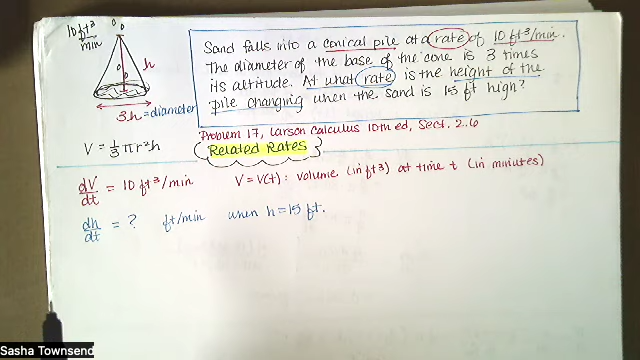 10 ft³
min
h
3h = diameter
V = 1/3 πr²h
Sand falls into a conical pile at a rate of 10 ft³/min.
The diameter of the base of the cone is 3 times
its altitude. At what rate is the height of the
pile changing when the sand is 15 ft high?
Problem 17, Larson Calculus 10th ed, Sect. 2.6
Related Rates
dV/dt = 10 ft³/min V = V(t): volume (in ft³) at time t (in minutes)
dh/dt = ? ft/min when h = 15 ft.
Sasha Townsend